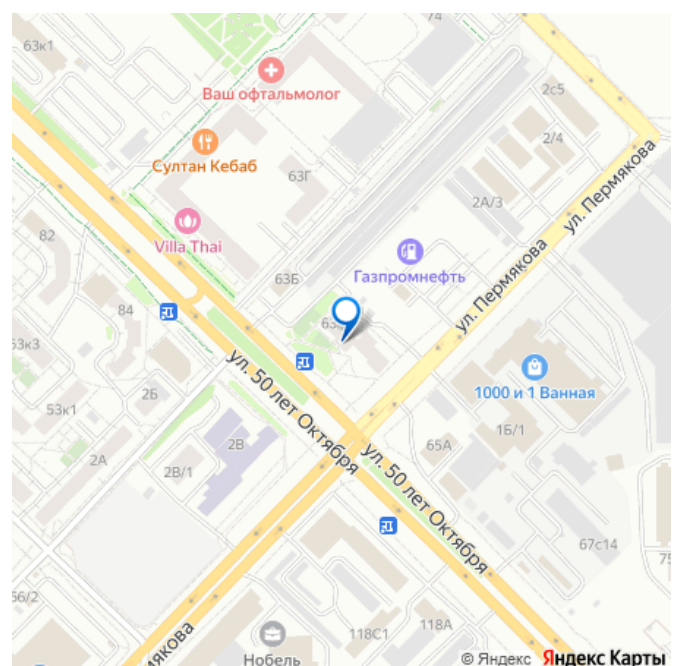 74
63к1
Ваш офтальмолог
2с5
2/4
Султан Кебаб
63Г
ул. Пермякова
2А/3
Villa Thai
82
Газпромнефть
63Б
ул. Пермякова
84
63к3
ул. 50 лет Октября
1000 и 1 Ванная
2Б
53к1
1Б/1
2В
65А
2А
2В/1
ул. 50 лет Октября
67с14
75
56/2
118А
118С1
Нобель
© Яндекс Яндекс Карты